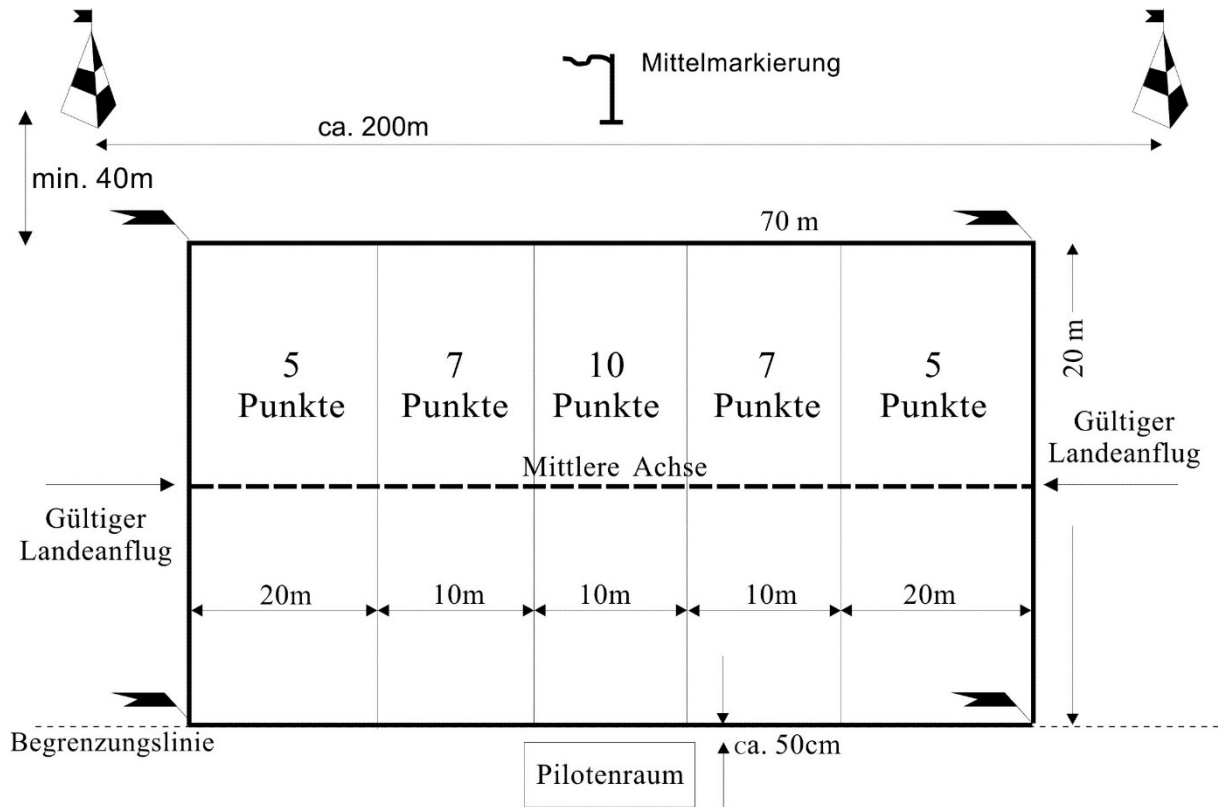 Mittelmarkierung
ca. 200m
min. 40m
70 m
20 m
5
Punkte
7
Punkte
10
Punkte
7
Punkte
5
Punkte
Gültiger
Landeanflug
Mittlere Achse
Gültiger
Landeanflug
20m
10m
10m
10m
20m
Begrenzungslinie
ca. 50cm
Pilotenraum